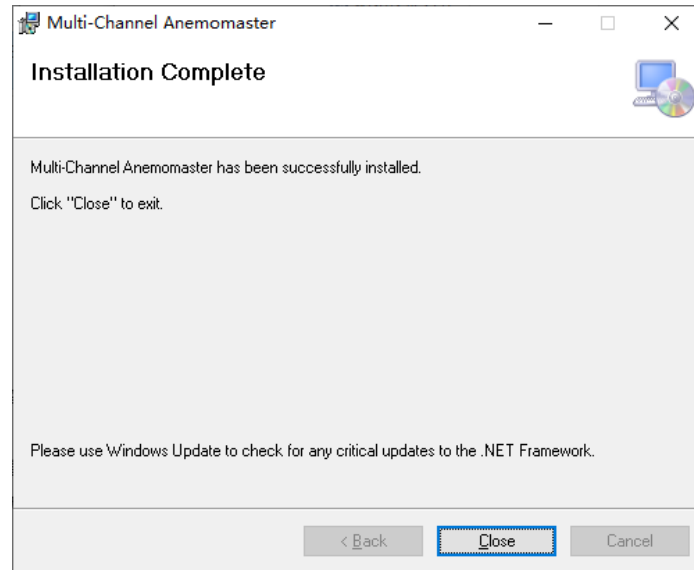 Multi-Channel Anemomaster
Installation Complete
Multi-Channel Anemomaster has been successfully installed.
Click "Close" to exit.
Please use Windows Update to check for any critical updates to the .NET Framework.
< Back
Close
Cancel